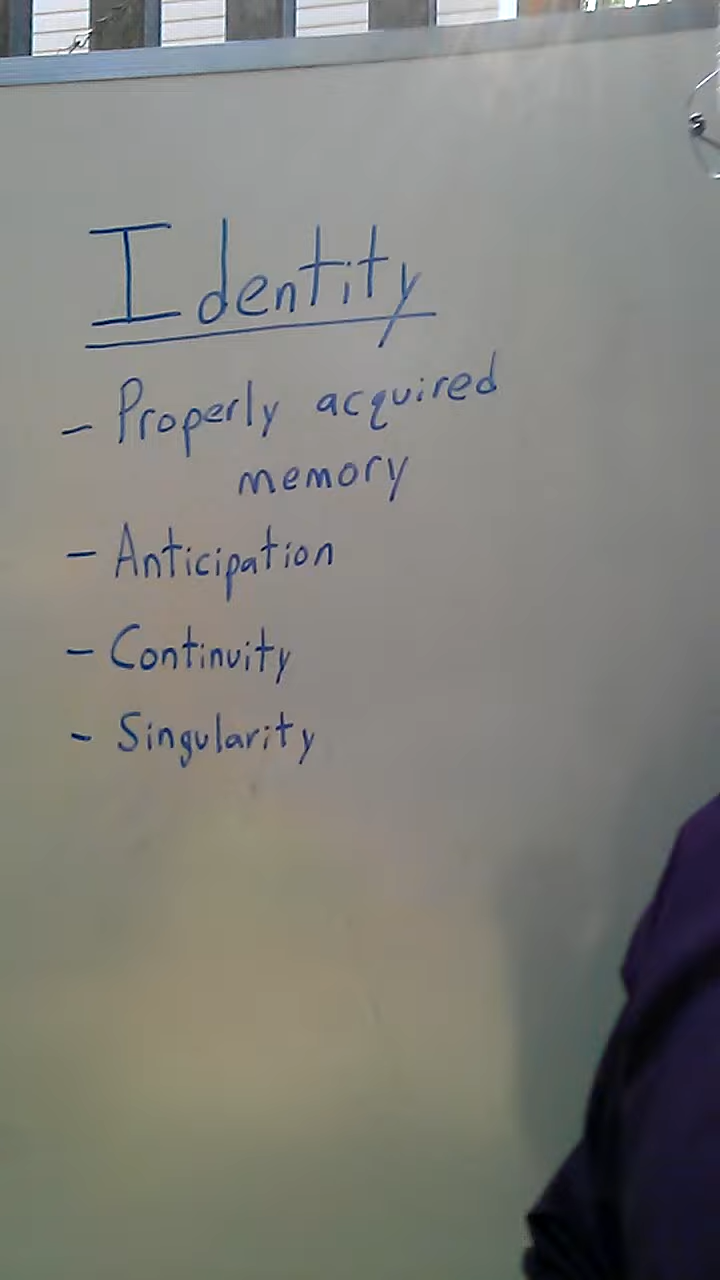 Identity
- Properly acquired
memory
- Anticipation
- Continuity
- Singularity